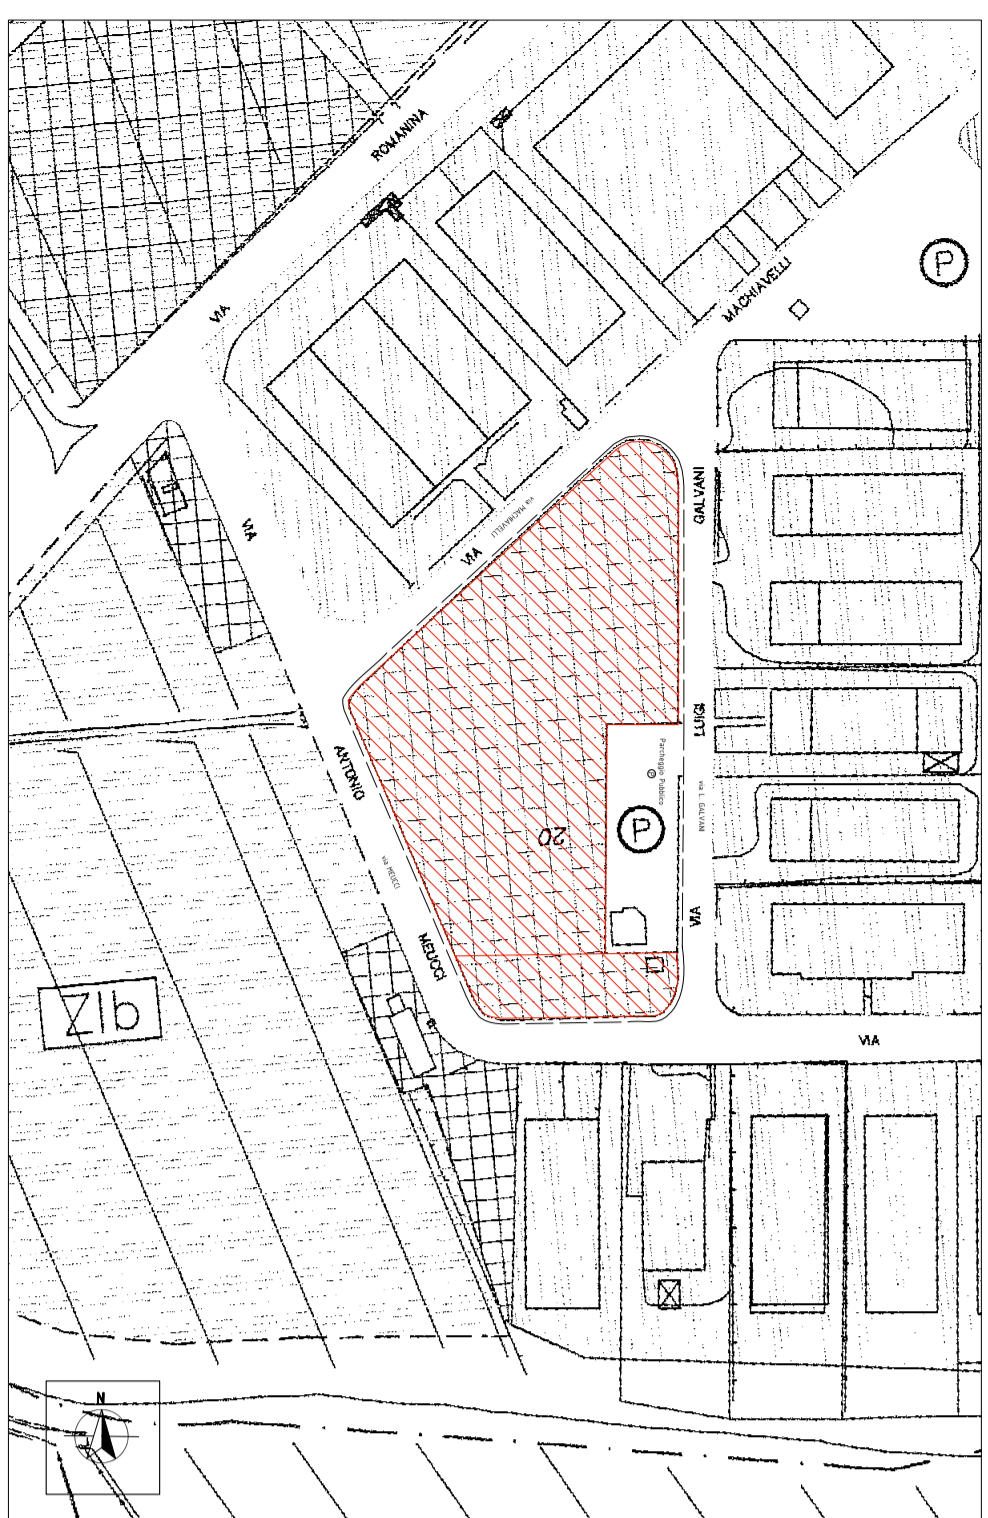 ROMANINA
VIA
P
MACHIAVELLI
VIA
GALVANI
via MACHIAVELLI
VIA
LUIGI
ANTONIO
Parcheggio Pubblico
P
via L. GALVANI
P
20
via MEUCCI
VIA
MEUCCI
Z1b
VIA
N